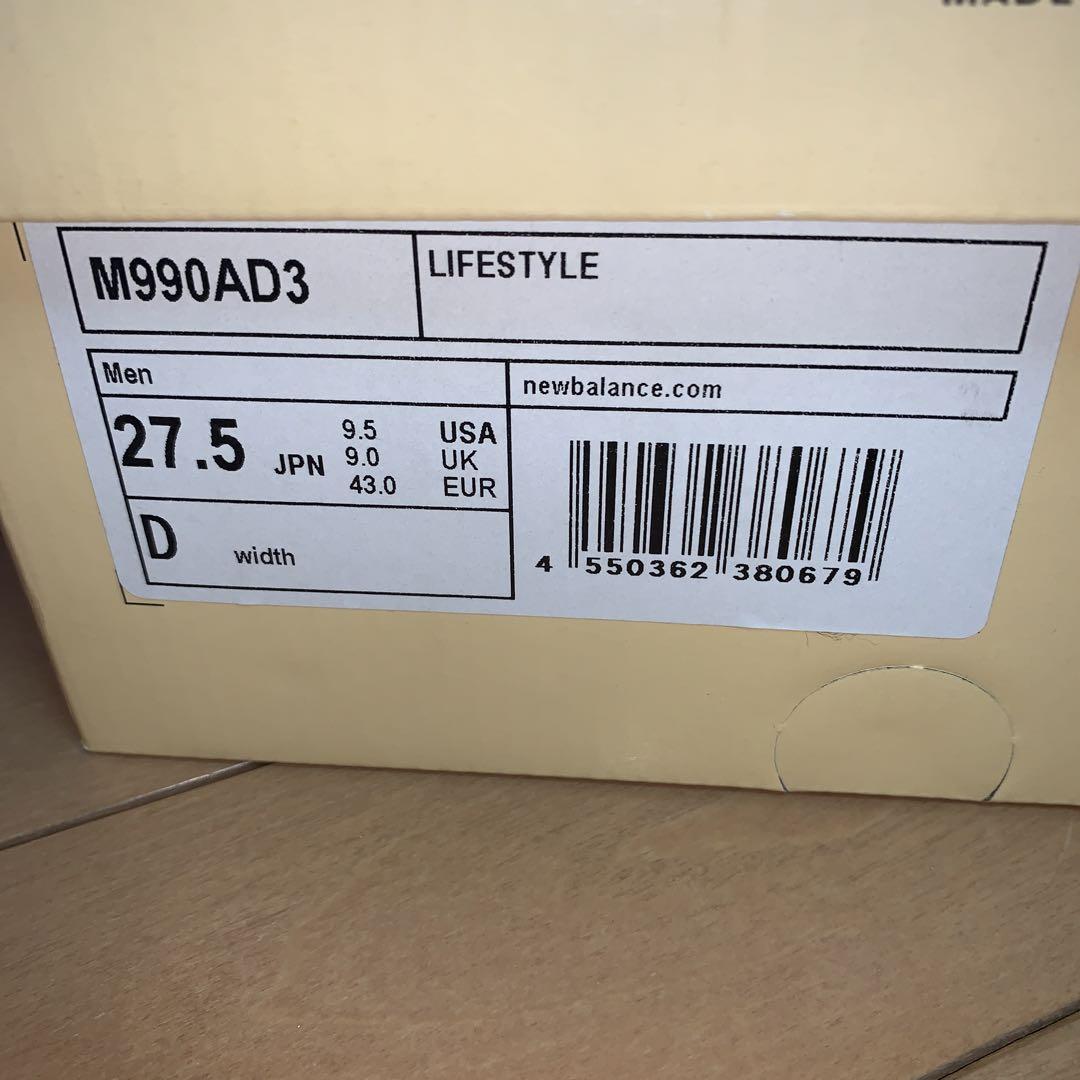 MADE
M990AD3
LIFESTYLE
Men
newbalance.com
27.5 JPN
9.5 USA
9.0 UK
43.0 EUR
D width
4 550362 380679